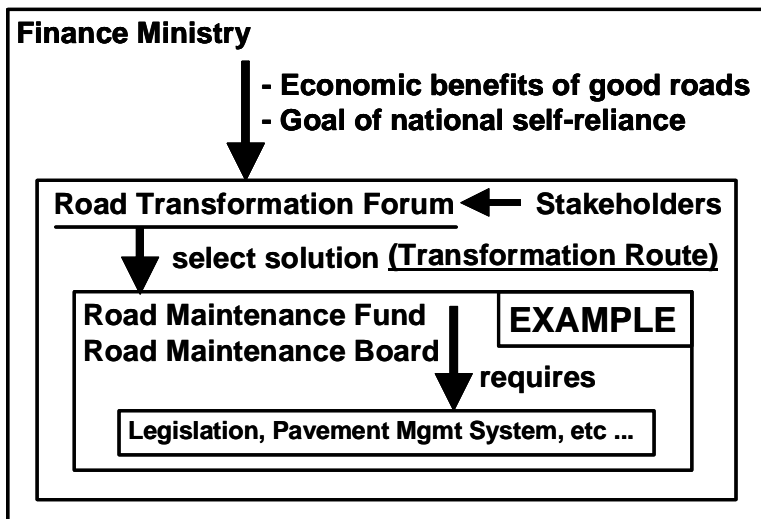 Finance Ministry
- Economic benefits of good roads
- Goal of national self-reliance
Road Transformation Forum
Stakeholders
select solution (Transformation Route)
Road Maintenance Fund
Road Maintenance Board
EXAMPLE
requires
Legislation, Pavement Mgmt System, etc ...